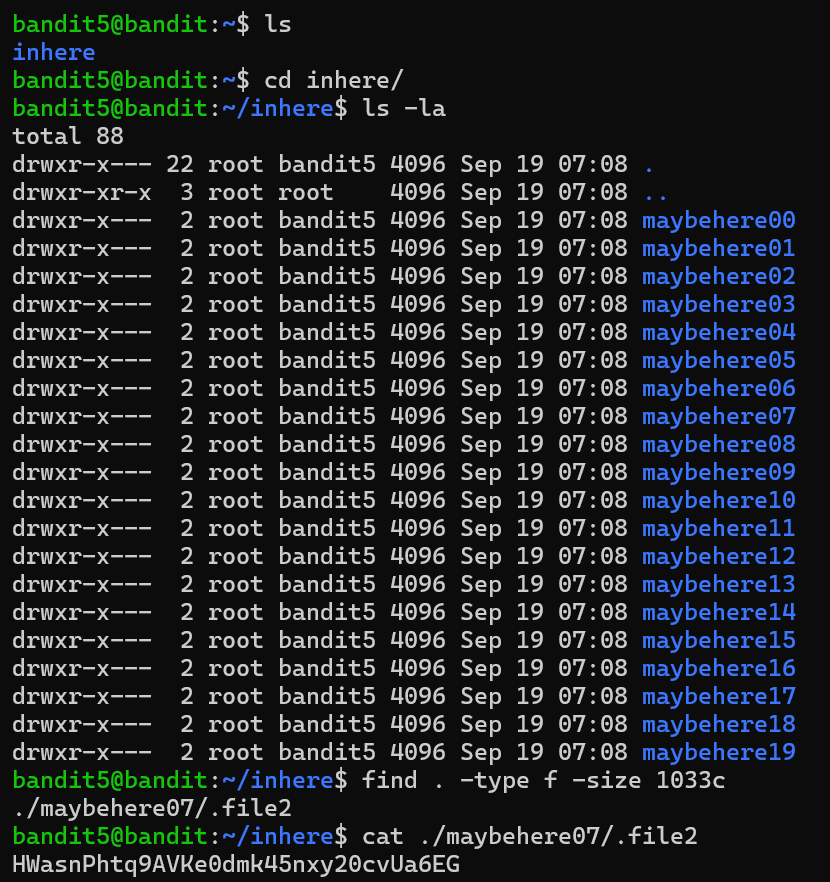 bandit5@bandit:~$ ls
inhere
bandit5@bandit:~$ cd inhere/
bandit5@bandit:~/inhere$ ls -la
total 88
drwxr-x--- 22 root bandit5 4096 Sep 19 07:08 .
drwxr-xr-x  3 root root    4096 Sep 19 07:08 ..
drwxr-x---  2 root bandit5 4096 Sep 19 07:08 maybehere00
drwxr-x---  2 root bandit5 4096 Sep 19 07:08 maybehere01
drwxr-x---  2 root bandit5 4096 Sep 19 07:08 maybehere02
drwxr-x---  2 root bandit5 4096 Sep 19 07:08 maybehere03
drwxr-x---  2 root bandit5 4096 Sep 19 07:08 maybehere04
drwxr-x---  2 root bandit5 4096 Sep 19 07:08 maybehere05
drwxr-x---  2 root bandit5 4096 Sep 19 07:08 maybehere06
drwxr-x---  2 root bandit5 4096 Sep 19 07:08 maybehere07
drwxr-x---  2 root bandit5 4096 Sep 19 07:08 maybehere08
drwxr-x---  2 root bandit5 4096 Sep 19 07:08 maybehere09
drwxr-x---  2 root bandit5 4096 Sep 19 07:08 maybehere10
drwxr-x---  2 root bandit5 4096 Sep 19 07:08 maybehere11
drwxr-x---  2 root bandit5 4096 Sep 19 07:08 maybehere12
drwxr-x---  2 root bandit5 4096 Sep 19 07:08 maybehere13
drwxr-x---  2 root bandit5 4096 Sep 19 07:08 maybehere14
drwxr-x---  2 root bandit5 4096 Sep 19 07:08 maybehere15
drwxr-x---  2 root bandit5 4096 Sep 19 07:08 maybehere16
drwxr-x---  2 root bandit5 4096 Sep 19 07:08 maybehere17
drwxr-x---  2 root bandit5 4096 Sep 19 07:08 maybehere18
drwxr-x---  2 root bandit5 4096 Sep 19 07:08 maybehere19
bandit5@bandit:~/inhere$ find . -type f -size 1033c
./maybehere07/.file2
bandit5@bandit:~/inhere$ cat ./maybehere07/.file2
HWasnPhtq9AVKe0dmk45nxy20cvUa6EG